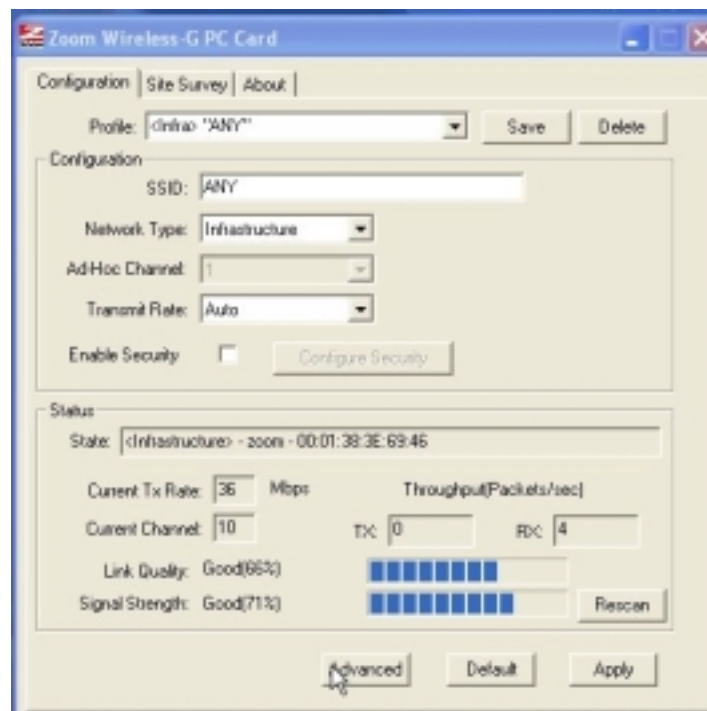 Zoom Wireless-G PC Card
Configuration Site Survey About
Profile: <Infra> "ANY" Save Delete
Configuration
SSID: ANY
Network Type: Infrastructure
Ad-Hoc Channel: 1
Transmit Rate: Auto
Enable Security Configure Security
Status
State: <Infrastructure> - zoom - 00:01:38:3E:69:46
Current Tx Rate: 36 Mbps Throughput(Packets/sec)
Current Channel: 10 TX: 0 RX: 4
Link Quality: Good(66%)
Signal Strength: Good(71%) Rescan
Advanced Default Apply